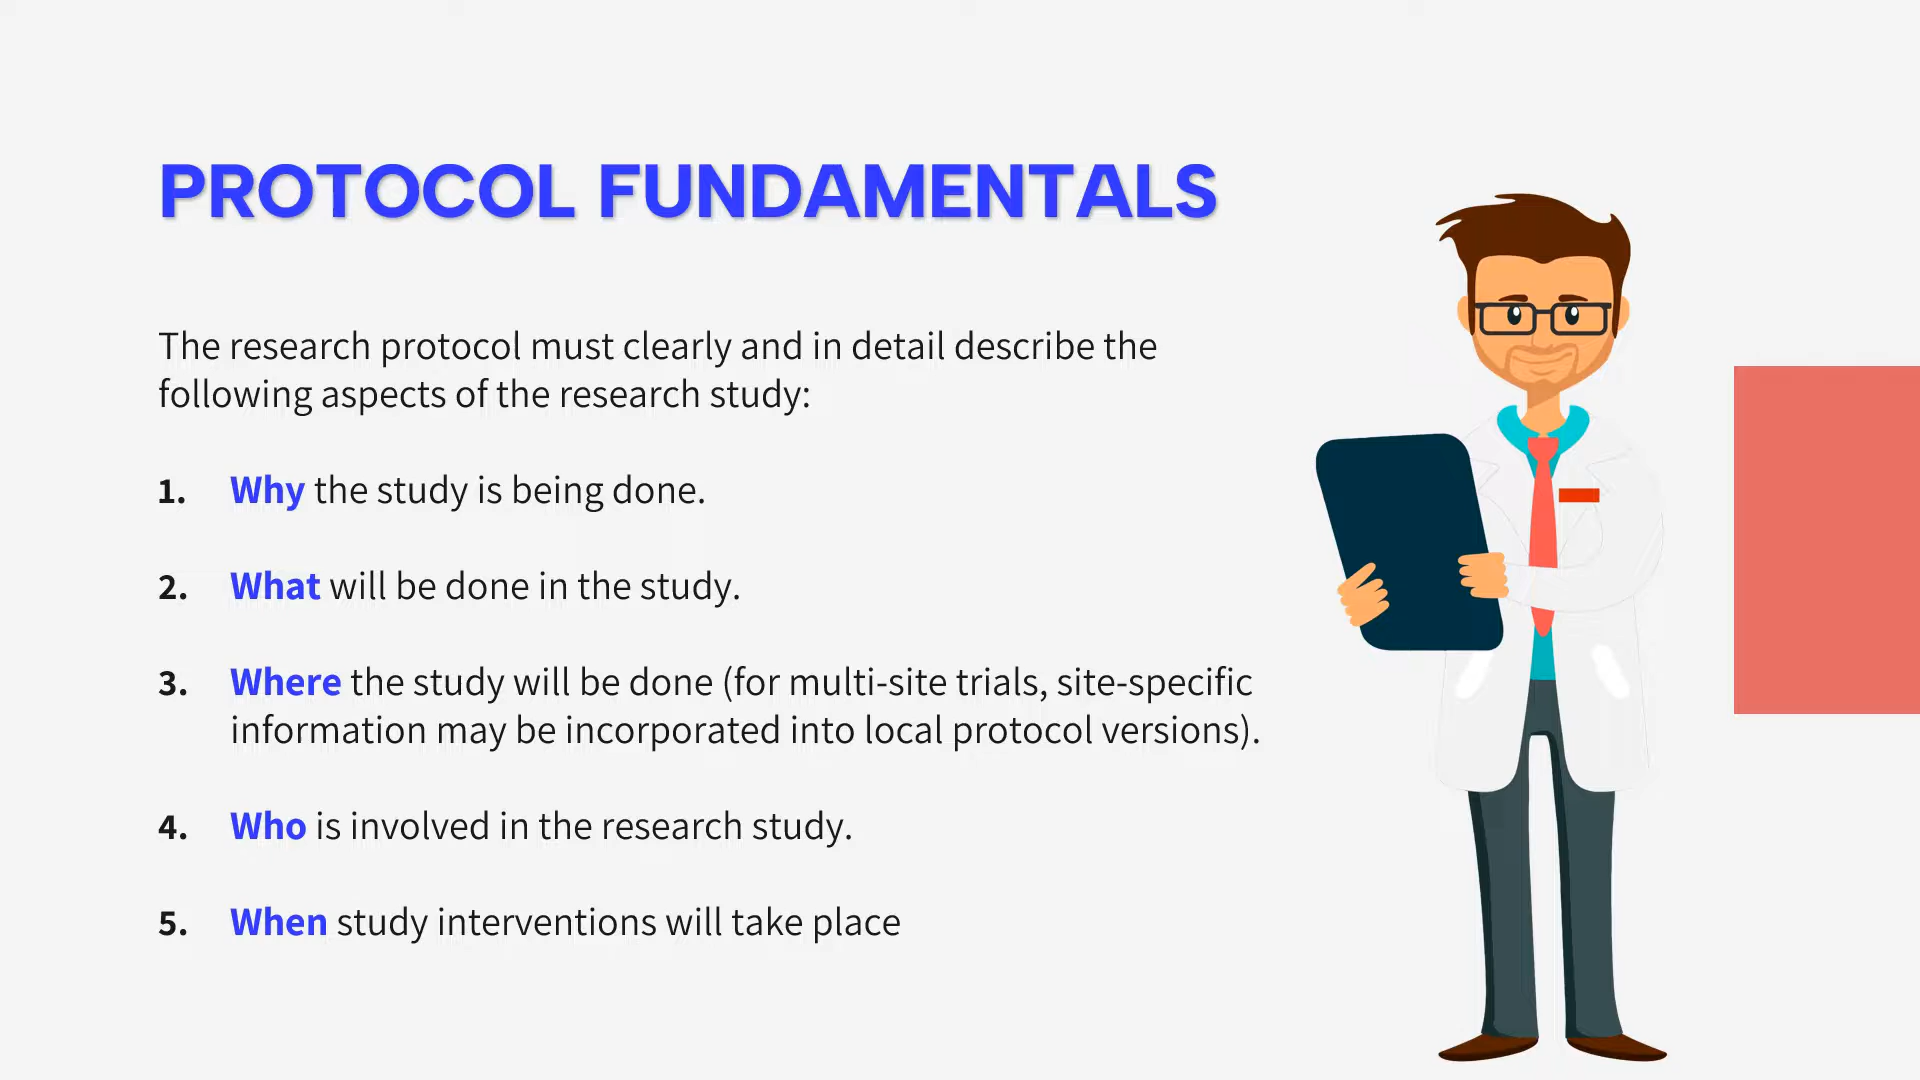 PROTOCOL FUNDAMENTALS
The research protocol must clearly and in detail describe the
following aspects of the research study:
1. Why the study is being done.
2. What will be done in the study.
3. Where the study will be done (for multi-site trials, site-specific
information may be incorporated into local protocol versions).
4. Who is involved in the research study.
5. When study interventions will take place